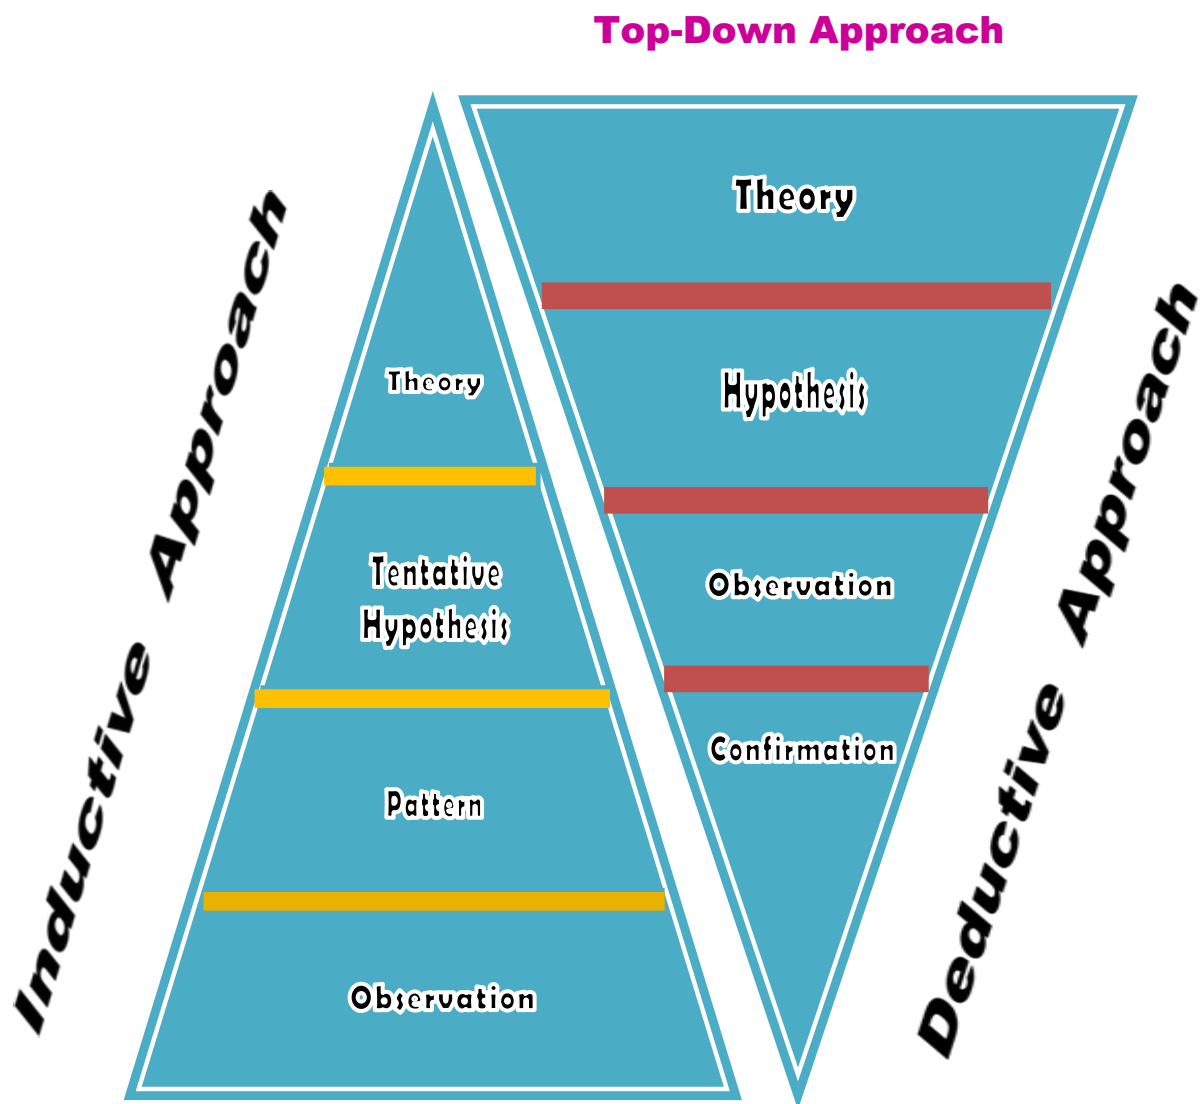 Top-Down Approach
Inductive Approach
Theory
Tentative
Hypothesis
Pattern
Observation
Theory
Hypothesis
Observation
Confirmation
Deductive Approach